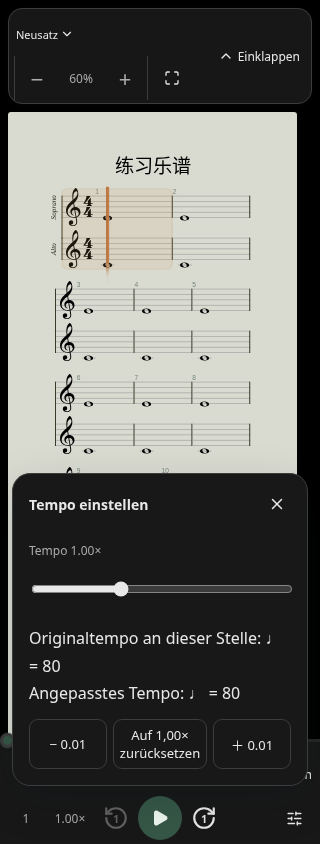 Neusatz
60%
Einklappen
练习乐谱
Soprano
1
2
Alto
3
4
5
6
7
8
9
10
Tempo einstellen
Tempo 1.00×
Originaltempo an dieser Stelle: ♩
= 80
Angepasstes Tempo: ♩ = 80
− 0.01
Auf 1,00×
zurücksetzen
+ 0.01
1
1.00×
1
1